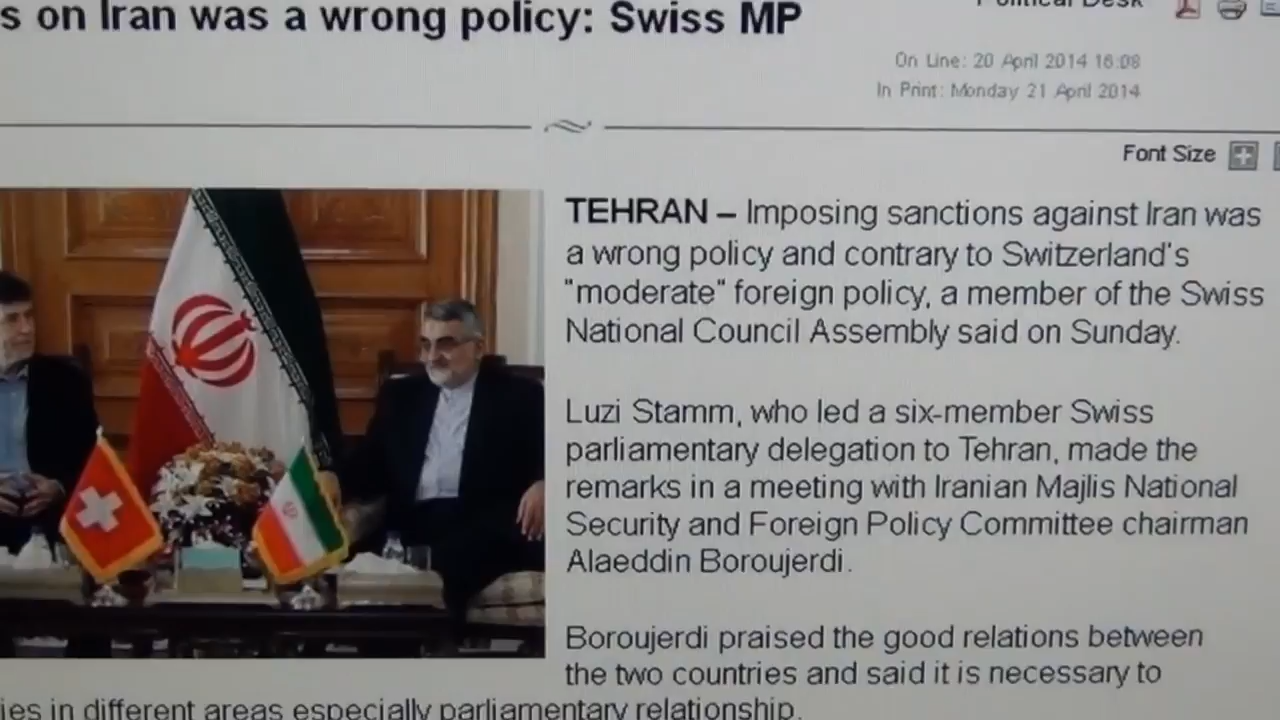 s on Iran was a wrong policy: Swiss MP
Political Desk
On Line: 20 April 2014 16:08
In Print: Monday 21 April 2014
Font Size
TEHRAN – Imposing sanctions against Iran was
a wrong policy and contrary to Switzerland's
"moderate" foreign policy, a member of the Swiss
National Council Assembly said on Sunday.
Luzi Stamm, who led a six-member Swiss
parliamentary delegation to Tehran, made the
remarks in a meeting with Iranian Majlis National
Security and Foreign Policy Committee chairman
Alaeddin Boroujerdi.
Boroujerdi praised the good relations between
the two countries and said it is necessary to
ies in different areas especially parliamentary relationship.